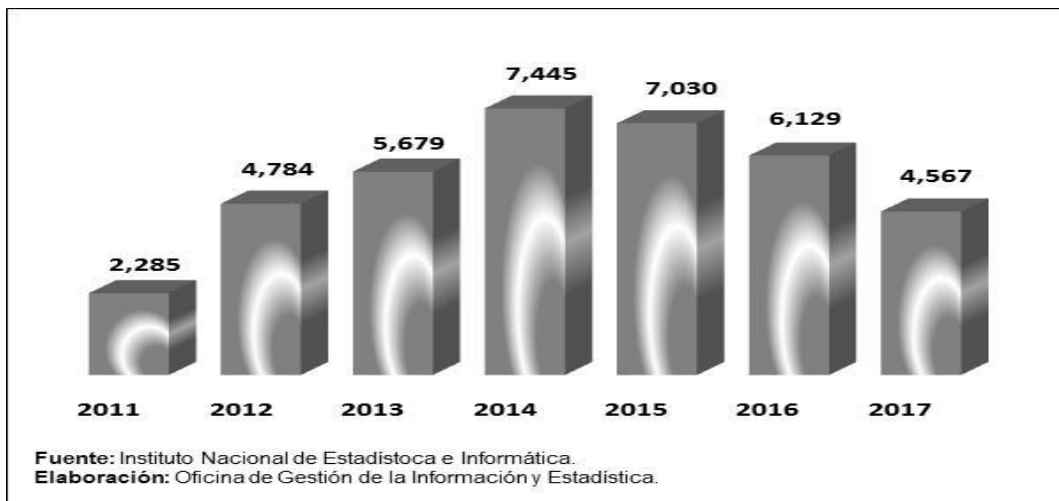 7,445
7,030
6,129
5,679
4,784
4,567
2,285
2011 2012 2013 2014 2015 2016 2017
Fuente: Instituto Nacional de Estadístoca e Informática.
Elaboración: Oficina de Gestión de la Información y Estadística.